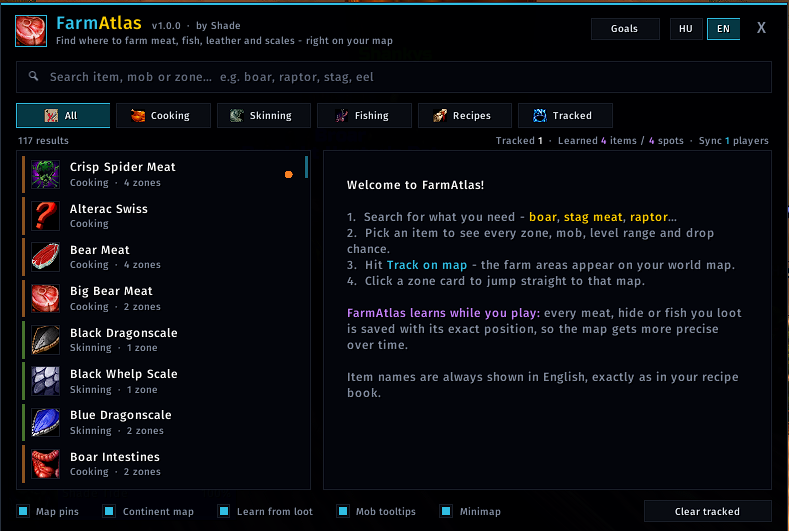 FarmAtlas v1.0.0 · by Shade
Find where to farm meat, fish, leather and scales - right on your map
Goals
HU
EN
X
Search item, mob or zone... e.g. boar, raptor, stag, eel
All
Cooking
Skinning
Fishing
Recipes
Tracked
117 results
Tracked 1 · Learned 4 items / 4 spots · Sync 1 players
Crisp Spider Meat
Cooking · 4 zones
Alterac Swiss
Cooking
Bear Meat
Cooking · 4 zones
Big Bear Meat
Cooking · 2 zones
Black Dragonscale
Skinning · 1 zone
Black Whelp Scale
Skinning · 1 zone
Blue Dragonscale
Skinning · 2 zones
Boar Intestines
Cooking · 2 zones
Welcome to FarmAtlas!
1. Search for what you need - boar, stag meat, raptor...
2. Pick an item to see every zone, mob, level range and drop
chance.
3. Hit Track on map - the farm areas appear on your world map.
4. Click a zone card to jump straight to that map.
FarmAtlas learns while you play: every meat, hide or fish you loot
is saved with its exact position, so the map gets more precise
over time.
Item names are always shown in English, exactly as in your recipe
book.
Map pins
Continent map
Learn from loot
Mob tooltips
Minimap
Clear tracked